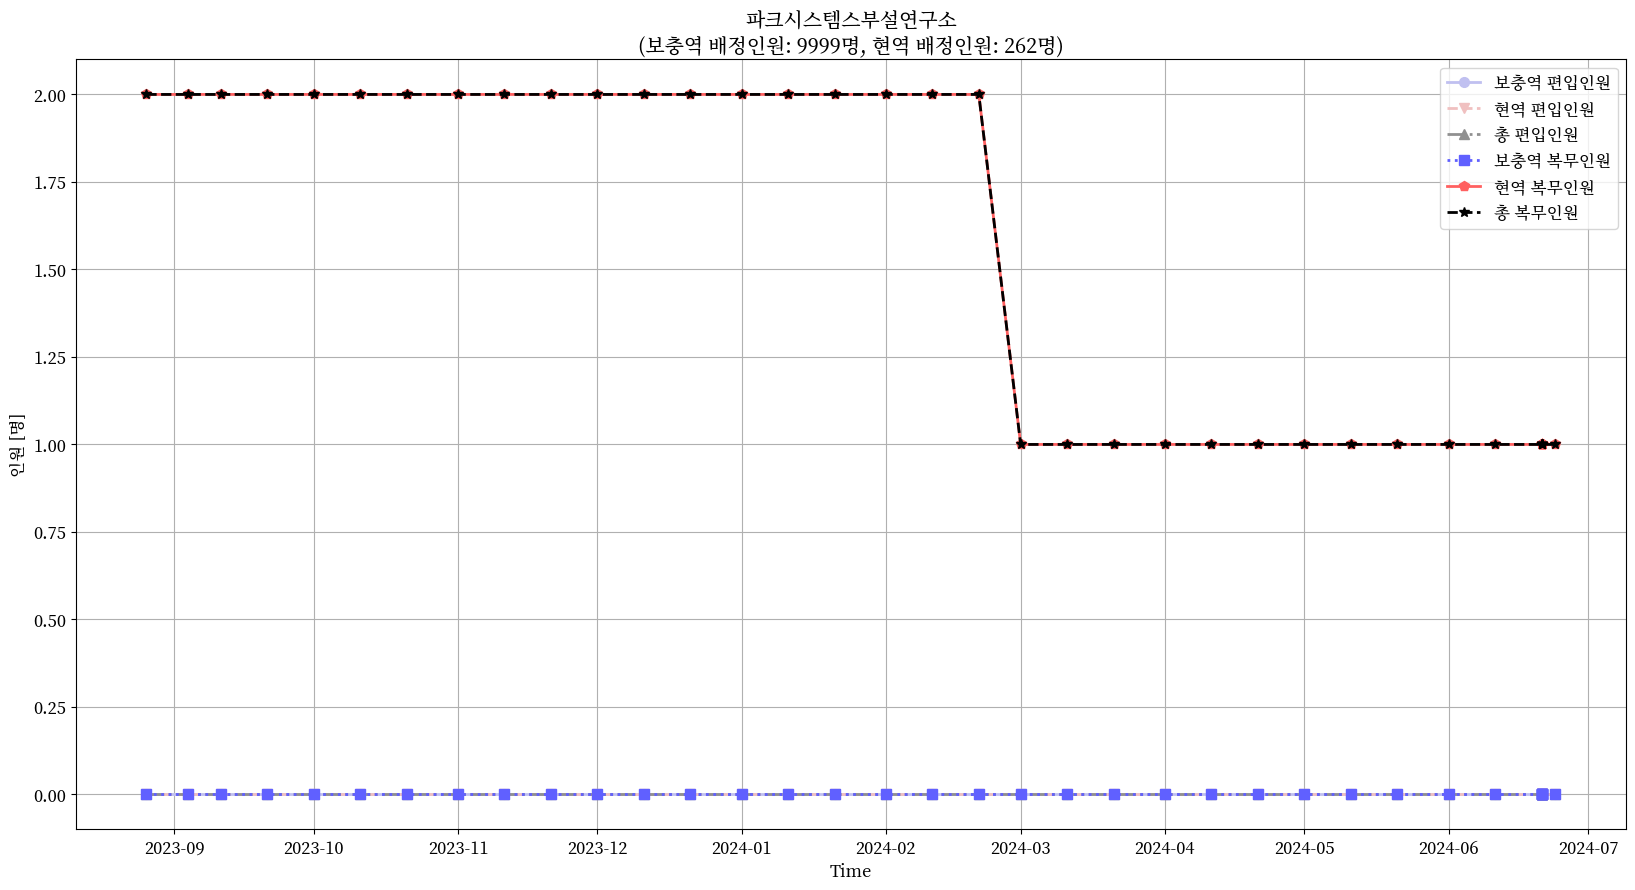 파크시스템스부설연구소
(보충역 배정인원: 9999명, 현역 배정인원: 262명)
보충역 편입인원
현역 편입인원
총 편입인원
보충역 복무인원
현역 복무인원
총 복무인원
인원 [명]
2.00
1.75
1.50
1.25
1.00
0.75
0.50
0.25
0.00
2023-09 2023-10 2023-11 2023-12 2024-01 2024-02 2024-03 2024-04 2024-05 2024-06 2024-07
Time